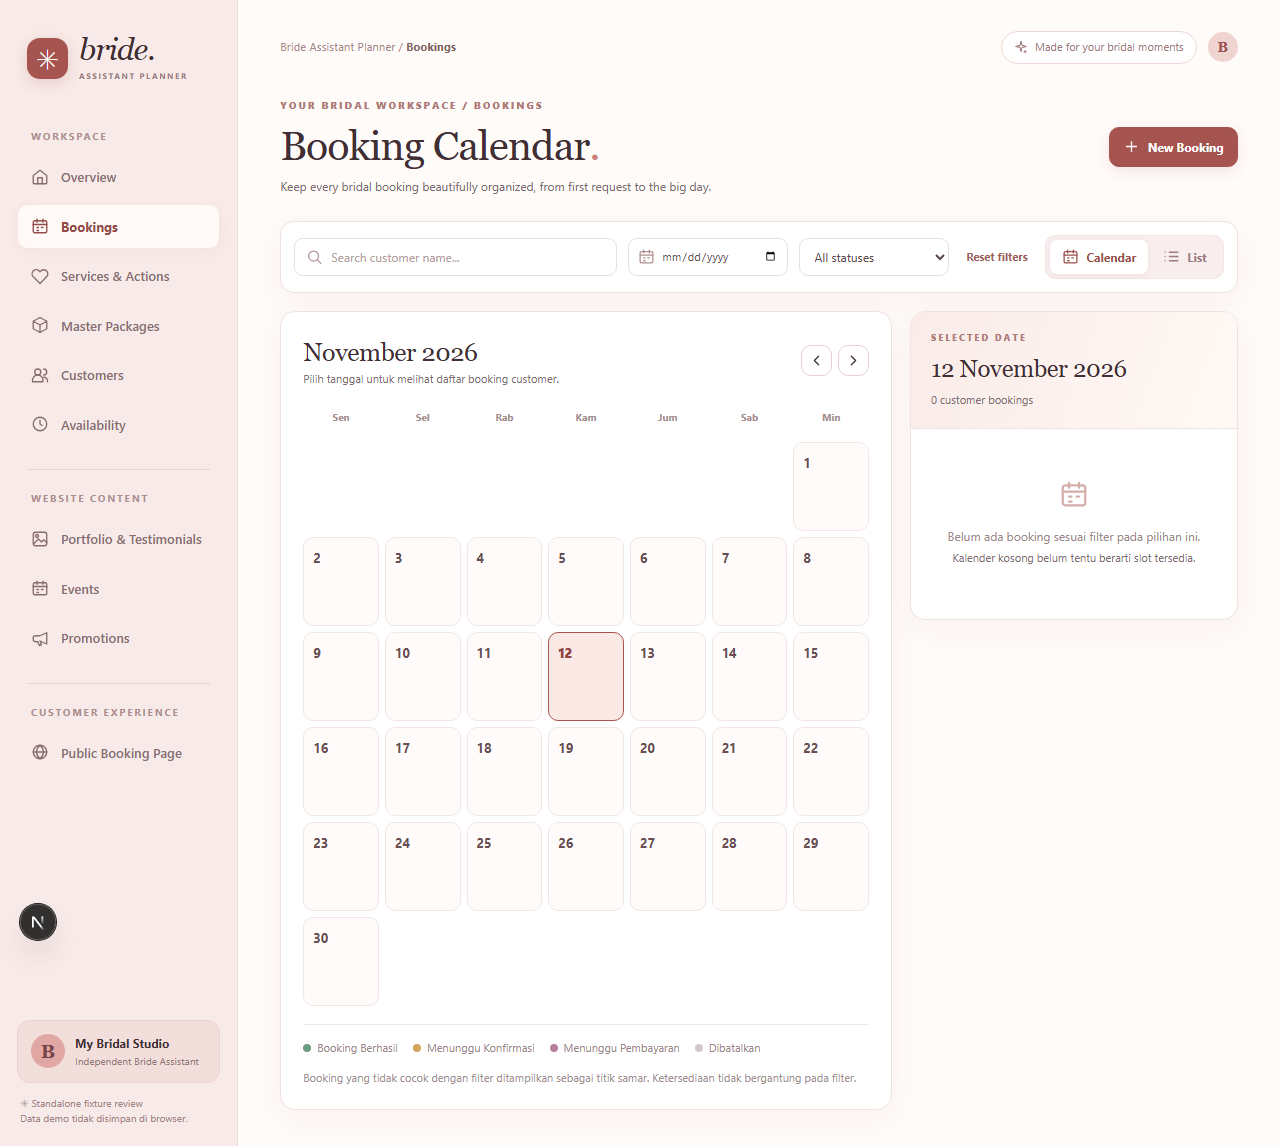 bride.
ASSISTANT PLANNER
WORKSPACE
Overview
Bookings
Services & Actions
Master Packages
Customers
Availability
WEBSITE CONTENT
Portfolio & Testimonials
Events
Promotions
CUSTOMER EXPERIENCE
Public Booking Page
N
B
My Bridal Studio
Independent Bride Assistant
✳ Standalone fixture review
Data demo tidak disimpan di browser.
Bride Assistant Planner / Bookings
Made for your bridal moments
B
YOUR BRIDAL WORKSPACE / BOOKINGS
Booking Calendar.
Keep every bridal booking beautifully organized, from first request to the big day.
+ New Booking
Search customer name...
mm/dd/yyyy
All statuses
Reset filters
Calendar
List
November 2026
Pilih tanggal untuk melihat daftar booking customer.
Sen Sel Rab Kam Jum Sab Min
1
2 3 4 5 6 7 8
9 10 11 12 13 14 15
16 17 18 19 20 21 22
23 24 25 26 27 28 29
30
Booking Berhasil Menunggu Konfirmasi Menunggu Pembayaran Dibatalkan
Booking yang tidak cocok dengan filter ditampilkan sebagai titik samar. Ketersediaan tidak bergantung pada filter.
SELECTED DATE
12 November 2026
0 customer bookings
Belum ada booking sesuai filter pada pilihan ini.
Kalender kosong belum tentu berarti slot tersedia.